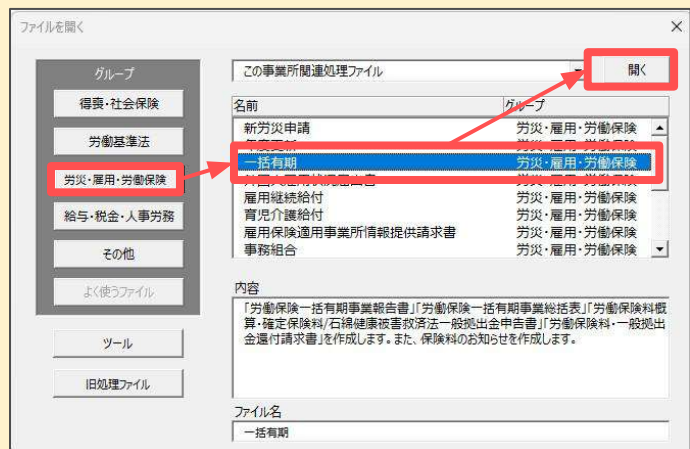 ファイルを開く
グループ
得喪・社会保険
労働基準法
労災・雇用・労働保険
給与・税金・人事労務
その他
よく使うファイル
ツール
旧処理ファイル
この事業所関連処理ファイル
開く
名前 グループ
新労災申請 労災・雇用・労働保険
一括有期 労災・雇用・労働保険
雇用継続給付 労災・雇用・労働保険
育児介護給付 労災・雇用・労働保険
雇用保険適用事業所情報提供請求書 労災・雇用・労働保険
事務組合 労災・雇用・労働保険
内容
「労働保険一括有期事業報告書」「労働保険一括有期事業総括表」「労働保険料概
算・確定保険料/石綿健康被害救済法一般拠出金申告書」「労働保険料・一般拠出
金還付請求書」を作成します。また、保険料のお知らせを作成します。
ファイル名
一括有期